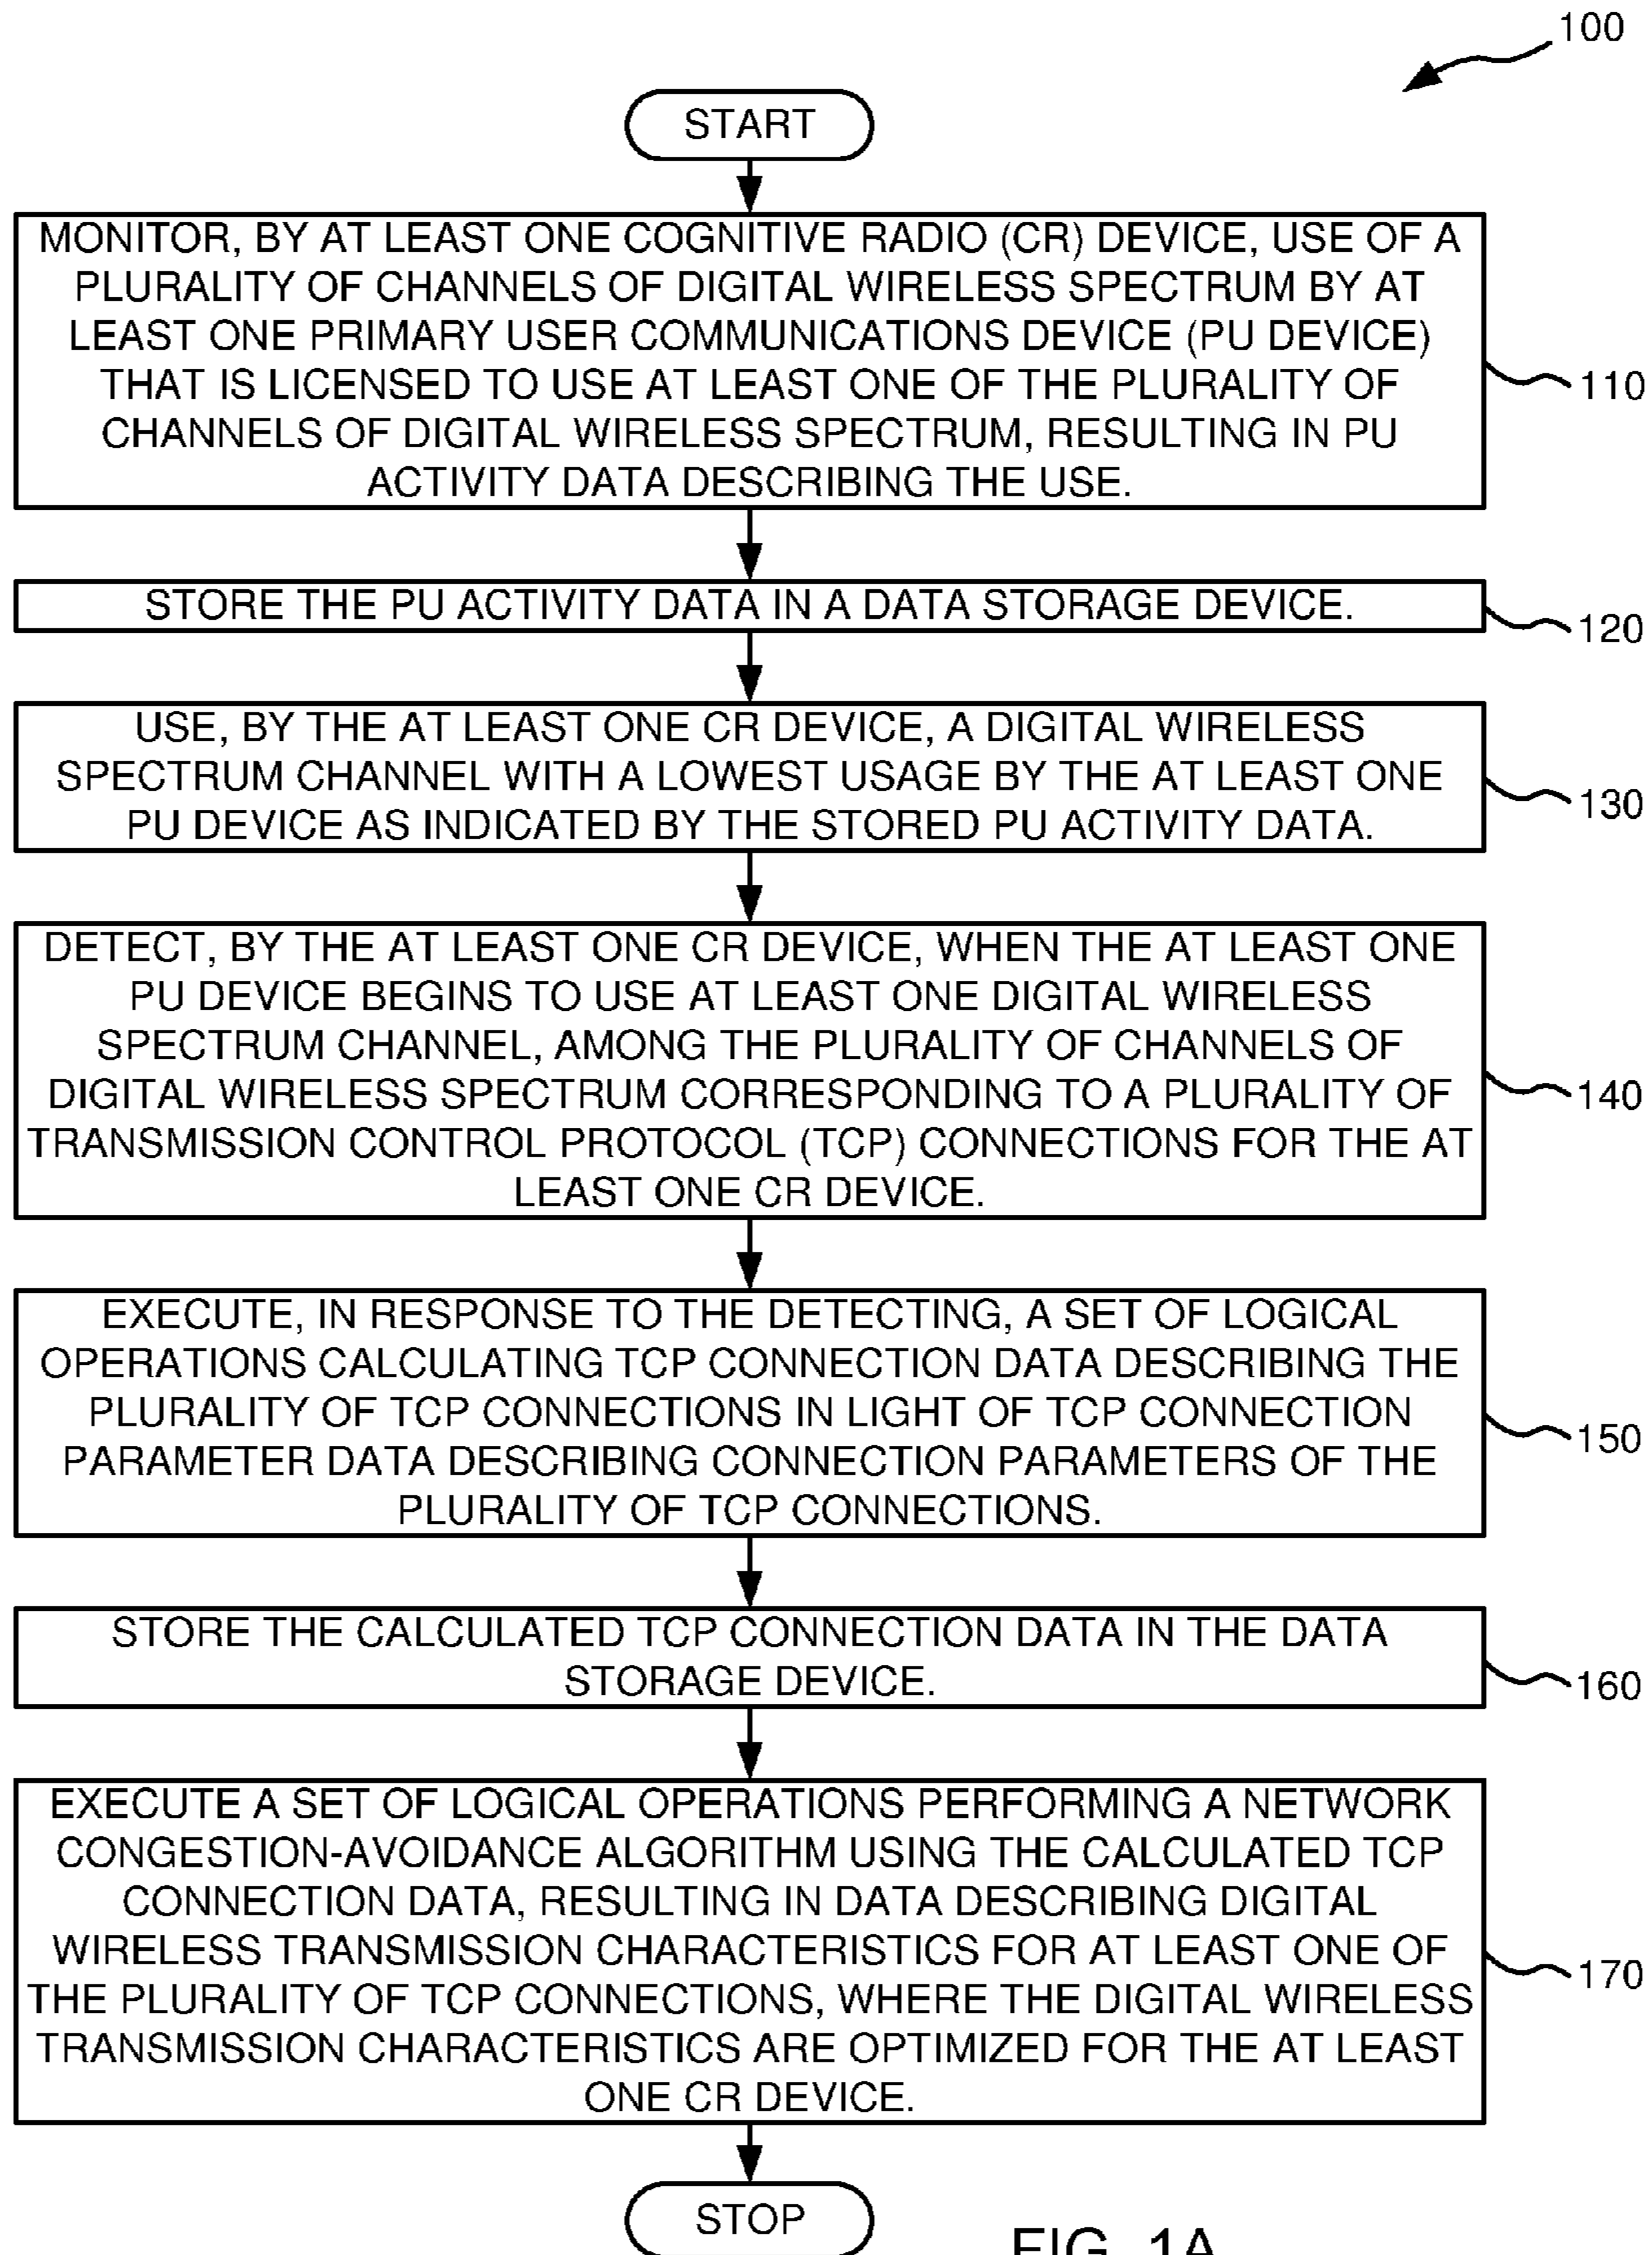 100
START
MONITOR, BY AT LEAST ONE COGNITIVE RADIO (CR) DEVICE, USE OF A
PLURALITY OF CHANNELS OF DIGITAL WIRELESS SPECTRUM BY AT
LEAST ONE PRIMARY USER COMMUNICATIONS DEVICE (PU DEVICE)
THAT IS LICENSED TO USE AT LEAST ONE OF THE PLURALITY OF
CHANNELS OF DIGITAL WIRELESS SPECTRUM, RESULTING IN PU
ACTIVITY DATA DESCRIBING THE USE.
110
STORE THE PU ACTIVITY DATA IN A DATA STORAGE DEVICE.
120
USE, BY THE AT LEAST ONE CR DEVICE, A DIGITAL WIRELESS
SPECTRUM CHANNEL WITH A LOWEST USAGE BY THE AT LEAST ONE
PU DEVICE AS INDICATED BY THE STORED PU ACTIVITY DATA.
130
DETECT, BY THE AT LEAST ONE CR DEVICE, WHEN THE AT LEAST ONE
PU DEVICE BEGINS TO USE AT LEAST ONE DIGITAL WIRELESS
SPECTRUM CHANNEL, AMONG THE PLURALITY OF CHANNELS OF
DIGITAL WIRELESS SPECTRUM CORRESPONDING TO A PLURALITY OF
TRANSMISSION CONTROL PROTOCOL (TCP) CONNECTIONS FOR THE AT
LEAST ONE CR DEVICE.
140
EXECUTE, IN RESPONSE TO THE DETECTING, A SET OF LOGICAL
OPERATIONS CALCULATING TCP CONNECTION DATA DESCRIBING THE
PLURALITY OF TCP CONNECTIONS IN LIGHT OF TCP CONNECTION
PARAMETER DATA DESCRIBING CONNECTION PARAMETERS OF THE
PLURALITY OF TCP CONNECTIONS.
150
STORE THE CALCULATED TCP CONNECTION DATA IN THE DATA
STORAGE DEVICE.
160
EXECUTE A SET OF LOGICAL OPERATIONS PERFORMING A NETWORK
CONGESTION-AVOIDANCE ALGORITHM USING THE CALCULATED TCP
CONNECTION DATA, RESULTING IN DATA DESCRIBING DIGITAL
WIRELESS TRANSMISSION CHARACTERISTICS FOR AT LEAST ONE OF
THE PLURALITY OF TCP CONNECTIONS, WHERE THE DIGITAL WIRELESS
TRANSMISSION CHARACTERISTICS ARE OPTIMIZED FOR THE AT LEAST
ONE CR DEVICE.
170
STOP
FIG. 1A